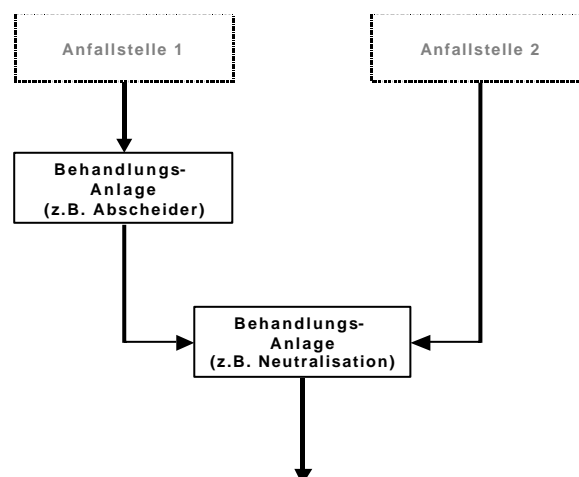 Anfallstelle 1
Anfallstelle 2
Behandlungs-
Anlage
(z.B. Abscheider)
Behandlungs-
Anlage
(z.B. Neutralisation)